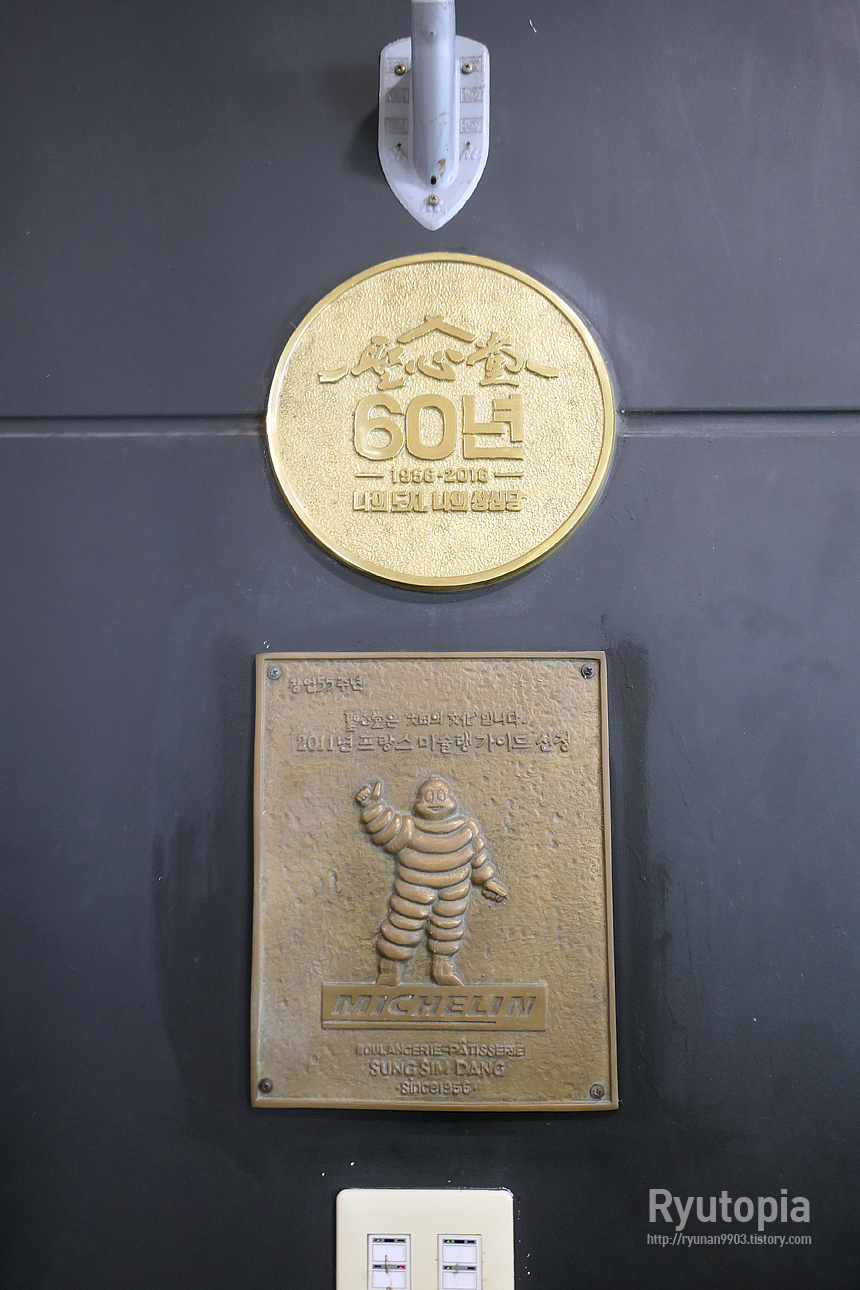 聖心堂
60년
1956·2016
나의 도시, 나의 성심당
창업55주년
聖心堂은 '大田의 文化' 입니다.
2011년 프랑스 미슐랭 가이드 선정
MICHELIN
BOULANGERIE-PÂTISSERIE
SUNG SIM DANG
·since1956·
Ryutopia
http://ryunan9903.tistory.com